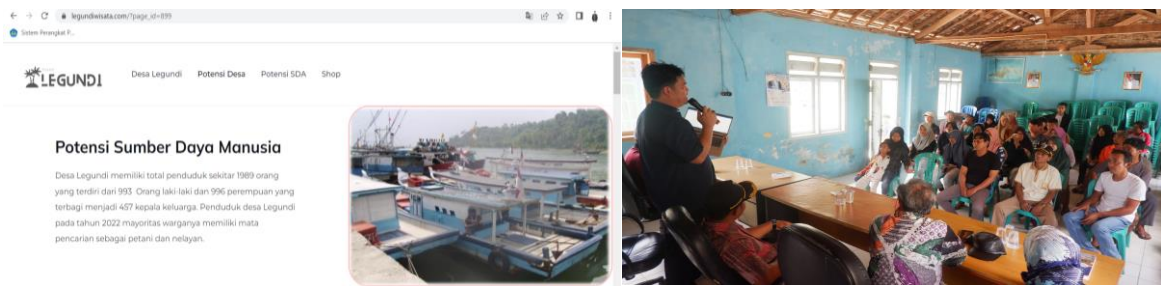 legundiwisata.com/?page_id=899
Sistem Perangkat P...
LEGUNDI
Desa Legundi Potensi Desa Potensi SDA Shop
Potensi Sumber Daya Manusia
Desa Legundi memiliki total penduduk sekitar 1989 orang
yang terdiri dari 993 Orang laki-laki dan 996 perempuan yang
terbagi menjadi 457 kepala keluarga. Penduduk desa Legundi
pada tahun 2022 mayoritas warganya memiliki mata
pencarian sebagai petani dan nelayan.